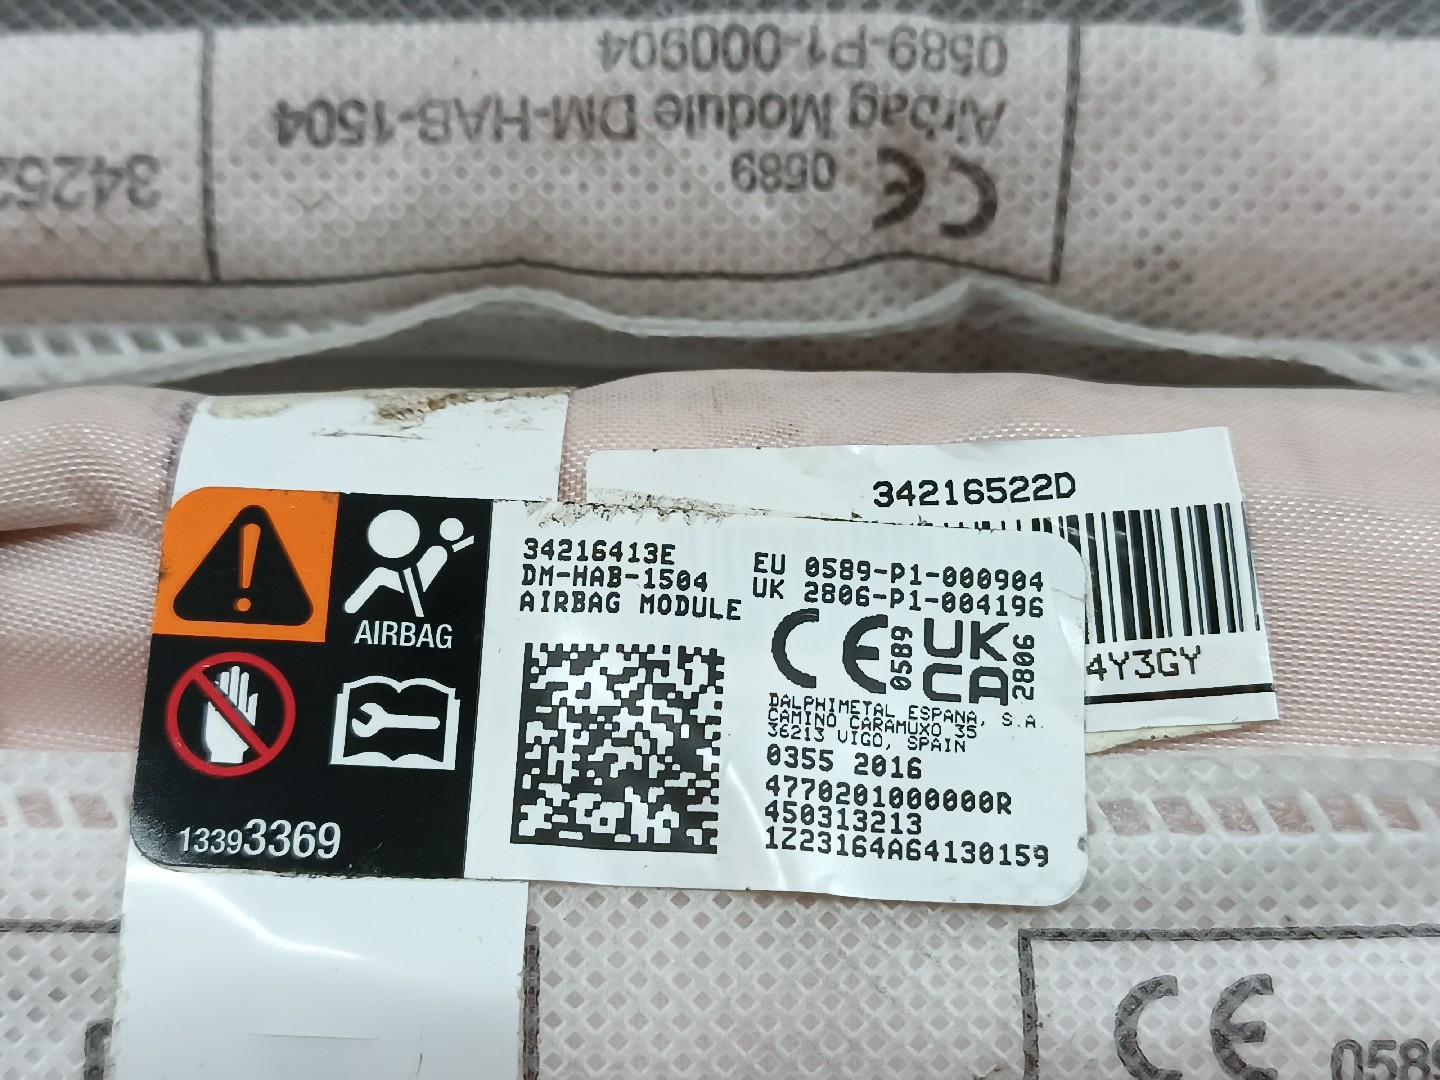 0589-P1-000904
Airbag Module DM-HAB-1504
CE 0589
3425
34216522D
4Y3GY
AIRBAG
13393369
34216413E
DM-HAB-1504
AIRBAG MODULE
EU 0589-P1-000904
UK 2806-P1-004196
CE 0589 UK CA 2806
DALPHIMETAL ESPANA, S.A.
CAMINO CARAMUXO 35
36213 VIGO, SPAIN
0355 2016
4770201000000R
450313213
1Z23164A64130159
CE 0589